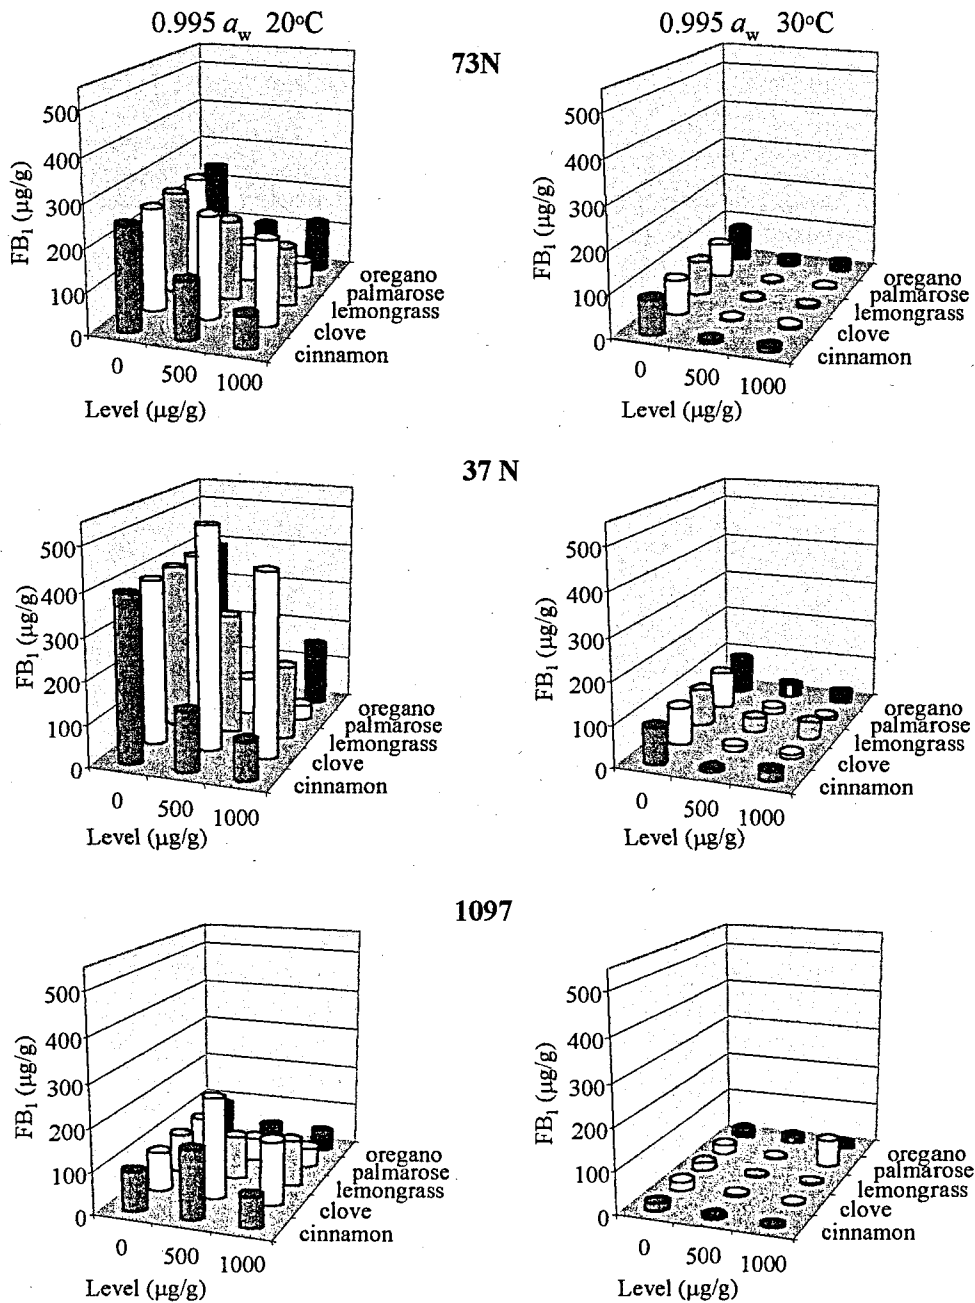 0.995 a_w 20°C
0.995 a_w 30°C
73N
500
400
300
200
100
0
FB₁ (µg/g)
oregano
palmarose
lemongrass
clove
cinnamon
0
500
1000
Level (µg/g)
500
400
300
200
100
0
FB₁ (µg/g)
oregano
palmarose
lemongrass
clove
cinnamon
0
500
1000
Level (µg/g)
37 N
500
400
300
200
100
0
FB₁ (µg/g)
oregano
palmarose
lemongrass
clove
cinnamon
0
500
1000
Level (µg/g)
500
400
300
200
100
0
FB₁ (µg/g)
oregano
palmarose
lemongrass
clove
cinnamon
0
500
1000
Level (µg/g)
1097
500
400
300
200
100
0
FB₁ (µg/g)
oregano
palmarose
lemongrass
clove
cinnamon
0
500
1000
Level (µg/g)
500
400
300
200
100
0
FB₁ (µg/g)
oregano
palmarose
lemongrass
clove
cinnamon
0
500
1000
Level (µg/g)